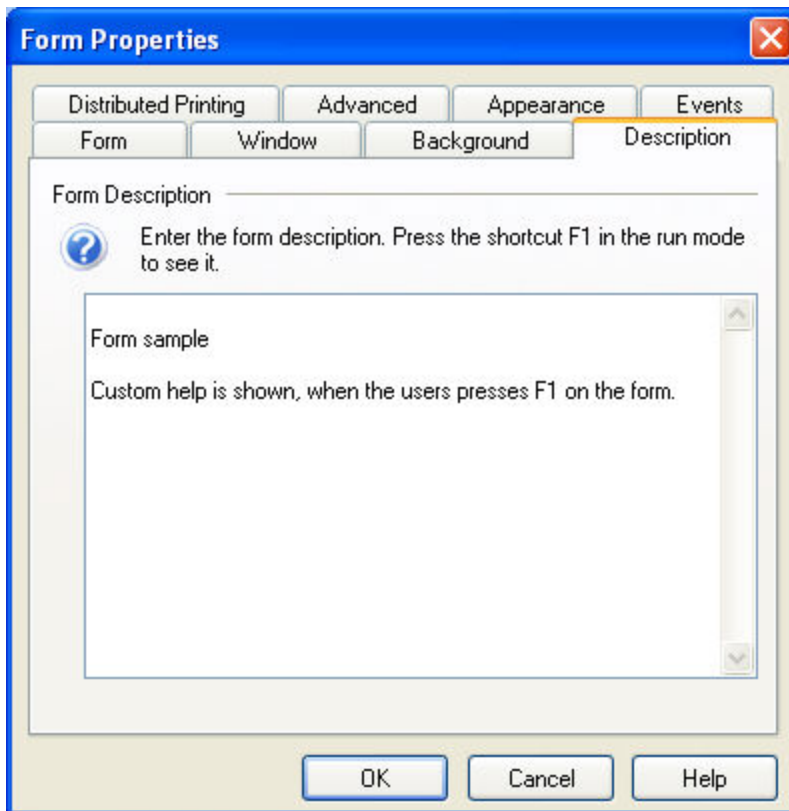 Form Properties
Distributed Printing Advanced Appearance Events
Form Window Background Description
Form Description
Enter the form description. Press the shortcut F1 in the run mode
to see it.
Form sample
Custom help is shown, when the users presses F1 on the form.
OK Cancel Help